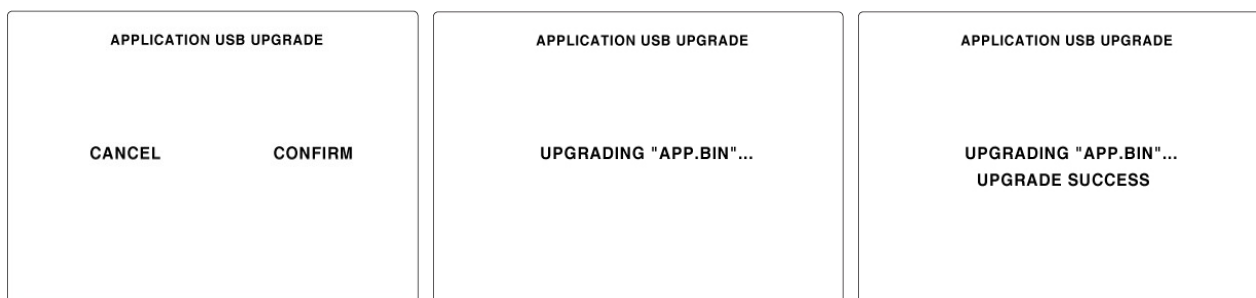 APPLICATION USB UPGRADE
CANCEL CONFIRM
APPLICATION USB UPGRADE
UPGRADING "APP.BIN"...
APPLICATION USB UPGRADE
UPGRADING "APP.BIN"...
UPGRADE SUCCESS